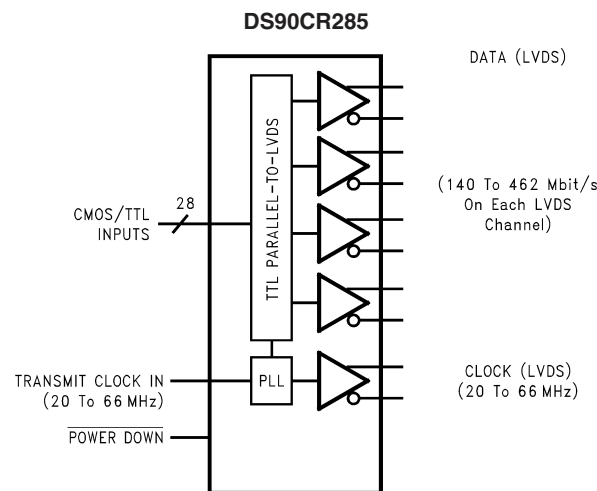 DS90CR285
DATA (LVDS)
TTL PARALLEL-TO-LVDS
(140 To 462 Mbit/s
On Each LVDS
Channel)
28
CMOS/TTL
INPUTS
PLL
TRANSMIT CLOCK IN
(20 To 66 MHz)
CLOCK (LVDS)
(20 To 66 MHz)
POWER DOWN